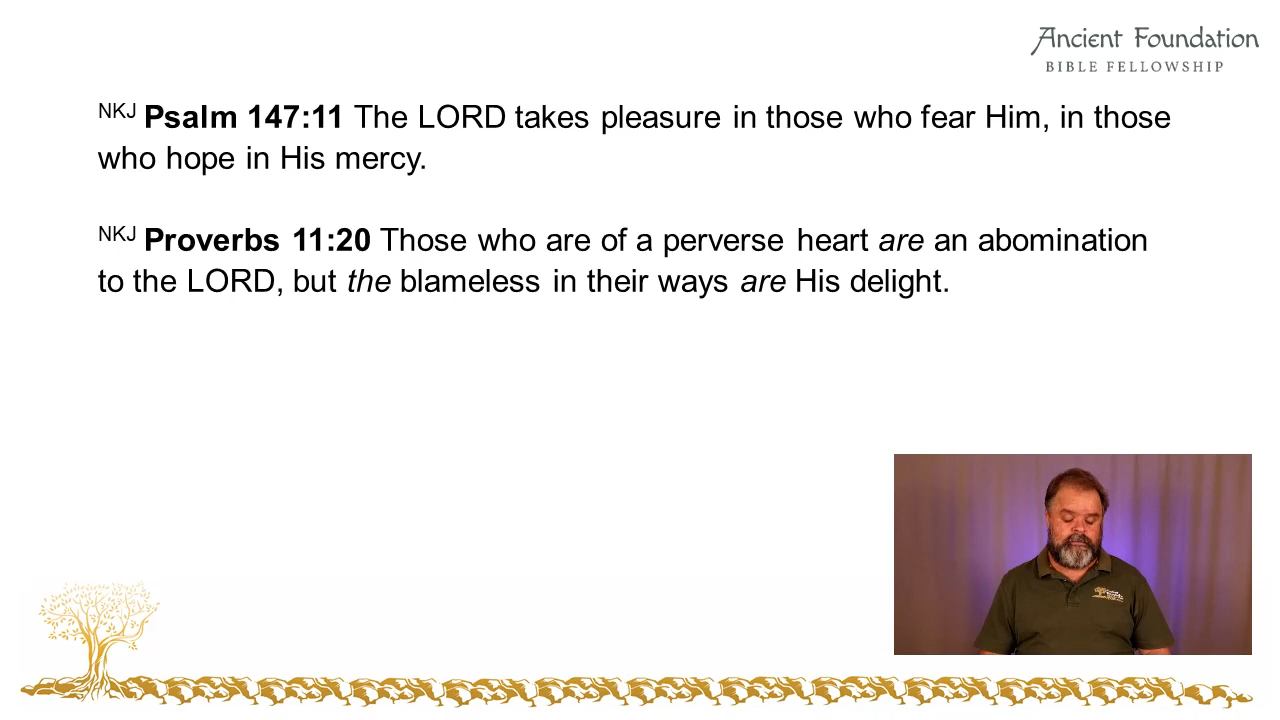 Ancient Foundation
BIBLE FELLOWSHIP
NKJ Psalm 147:11 The LORD takes pleasure in those who fear Him, in those
who hope in His mercy.
NKJ Proverbs 11:20 Those who are of a perverse heart are an abomination
to the LORD, but the blameless in their ways are His delight.